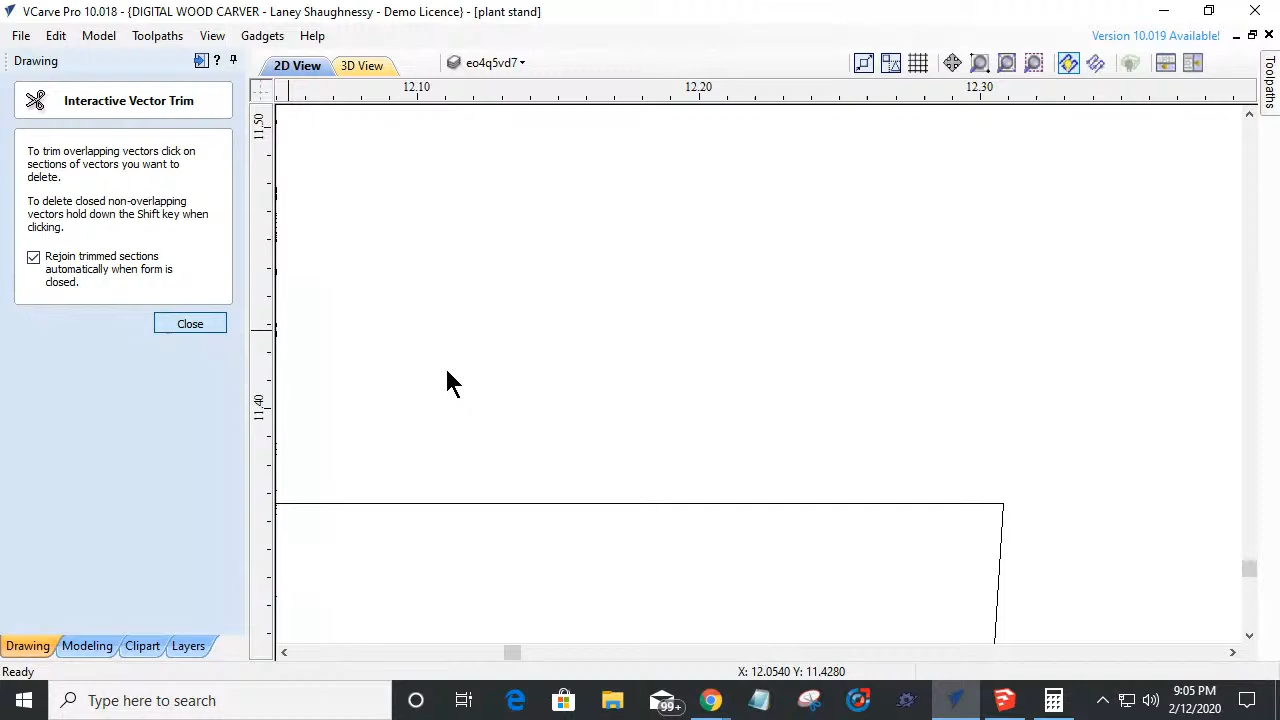 VCarve Pro 10.018 - {DIGITAL WOOD CARVER - Laney Shaughnessy - Demo Licence} - [plant stand]
File Edit Model Toolpaths View Gadgets Help
Version 10.019 Available!
Drawing
?
2D View
3D View
eo4q5vd7
Toolpaths
12.10
12.20
12.30
Interactive Vector Trim
11.50
11.40
To trim overlapping vectors click on
sections of vectors you want to
delete.
To delete closed non-overlapping
vectors hold down the Shift key when
clicking.
Rejoin trimmed sections
automatically when form is
closed.
Close
Drawing
Modeling
Clipart
Layers
Ready
X: 12.0540 Y: 11.4280
Type here to search
99+
9:05 PM
2/12/2020